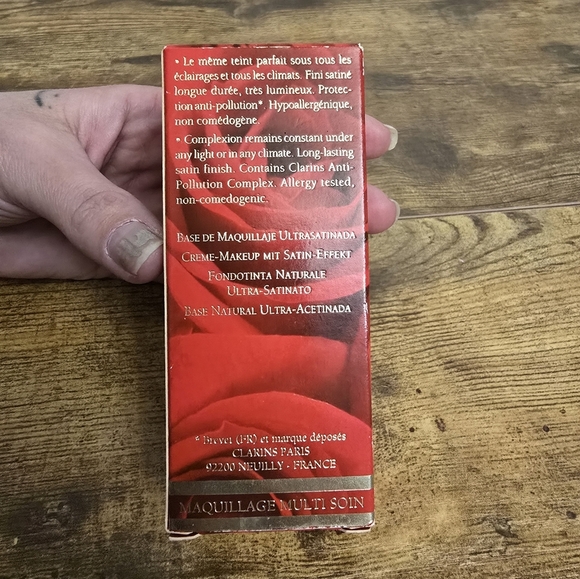 • Le même teint parfait sous tous les
éclairages et tous les climats. Fini satiné
longue durée, très lumineux. Protec-
tion anti-pollution*. Hypoallergénique,
non comédogène.
• Complexion remains constant under
any light or in any climate. Long-lasting
satin finish. Contains Clarins Anti-
Pollution Complex. Allergy tested,
non-comedogenic.
BASE DE MAQUILLAJE ULTRASATINADA
CREME-MAKEUP MIT SATIN-EFFEKT
FONDOTINTA NATURALE
ULTRA-SATINATO
BASE NATURAL ULTRA-ACETINADA
* Brevet (FR) et marque déposés
CLARINS PARIS
92200 NEUILLY - FRANCE
MAQUILLAGE MULTI SOIN